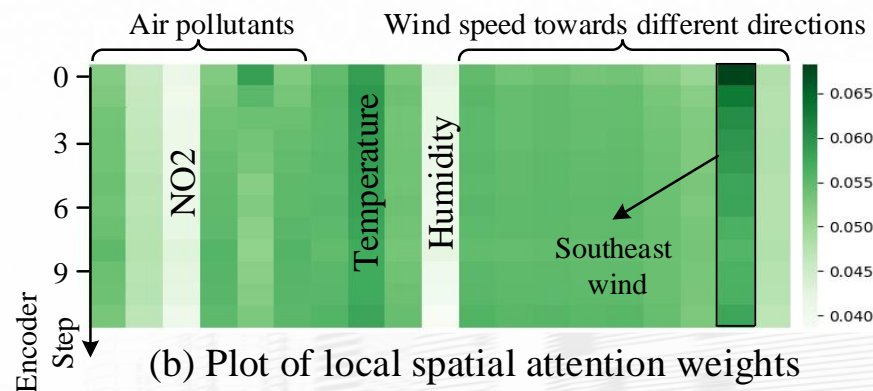 Air pollutants
Wind speed towards different directions
0
3
6
9
Encoder
Step
NO2
Temperature
Humidity
Southeast
wind
0.065
0.060
0.055
0.050
0.045
0.040
(b) Plot of local spatial attention weights